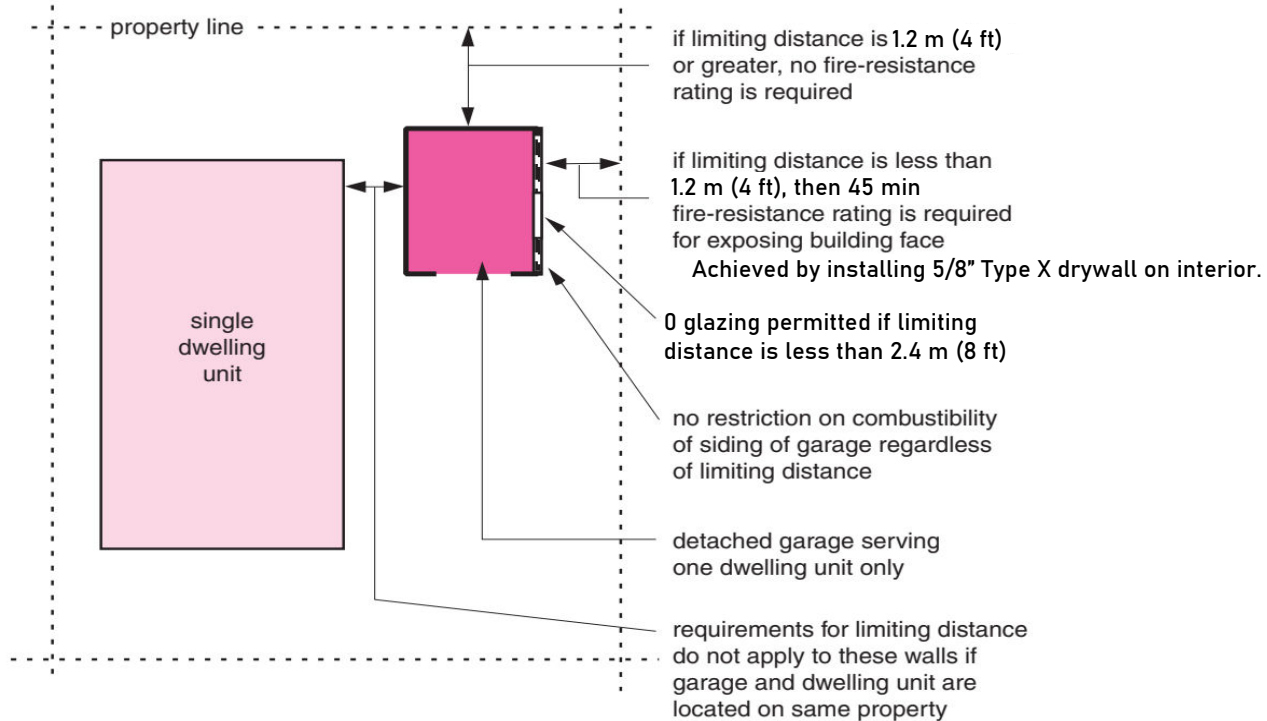 property line
if limiting distance is 1.2 m (4 ft)
or greater, no fire-resistance
rating is required
if limiting distance is less than
1.2 m (4 ft), then 45 min
fire-resistance rating is required
for exposing building face
Achieved by installing 5/8" Type X drywall on interior.
0 glazing permitted if limiting
distance is less than 2.4 m (8 ft)
single
dwelling
unit
no restriction on combustibility
of siding of garage regardless
of limiting distance
detached garage serving
one dwelling unit only
requirements for limiting distance
do not apply to these walls if
garage and dwelling unit are
located on same property